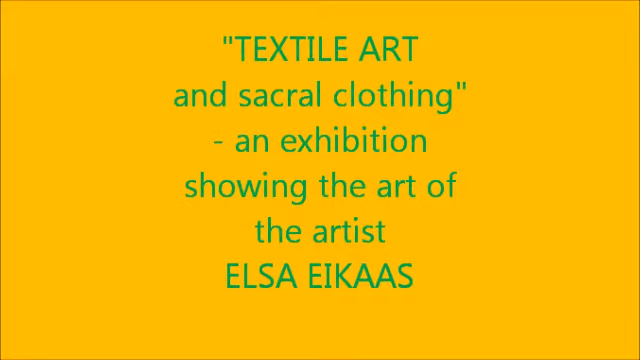 "TEXTILE ART
and sacral clothing"
- an exhibition
showing the art of
the artist
ELSA EIKAAS